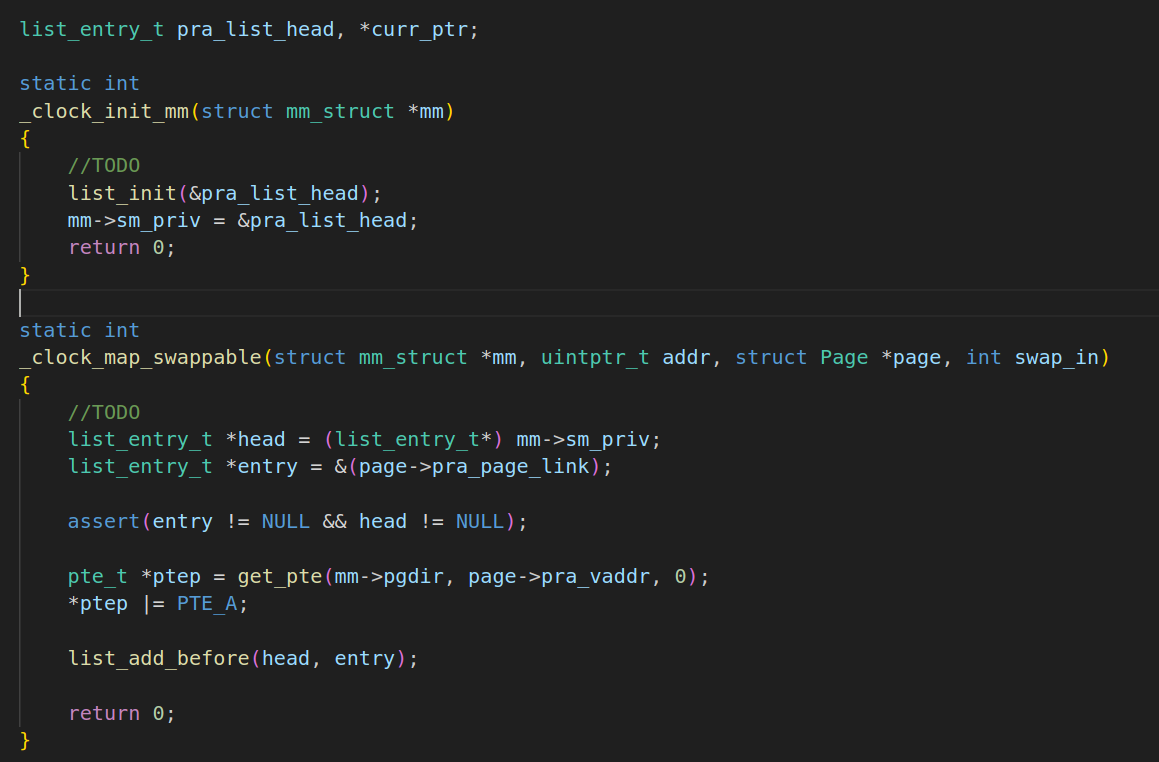 list_entry_t pra_list_head, *curr_ptr;
static int
_clock_init_mm(struct mm_struct *mm)
{
    //TODO
    list_init(&pra_list_head);
    mm->sm_priv = &pra_list_head;
    return 0;
}
static int
_clock_map_swappable(struct mm_struct *mm, uintptr_t addr, struct Page *page, int swap_in)
{
    //TODO
    list_entry_t *head = (list_entry_t*) mm->sm_priv;
    list_entry_t *entry = &(page->pra_page_link);
    assert(entry != NULL && head != NULL);
    pte_t *ptep = get_pte(mm->pgdir, page->pra_vaddr, 0);
    *ptep |= PTE_A;
    list_add_before(head, entry);
    return 0;
}